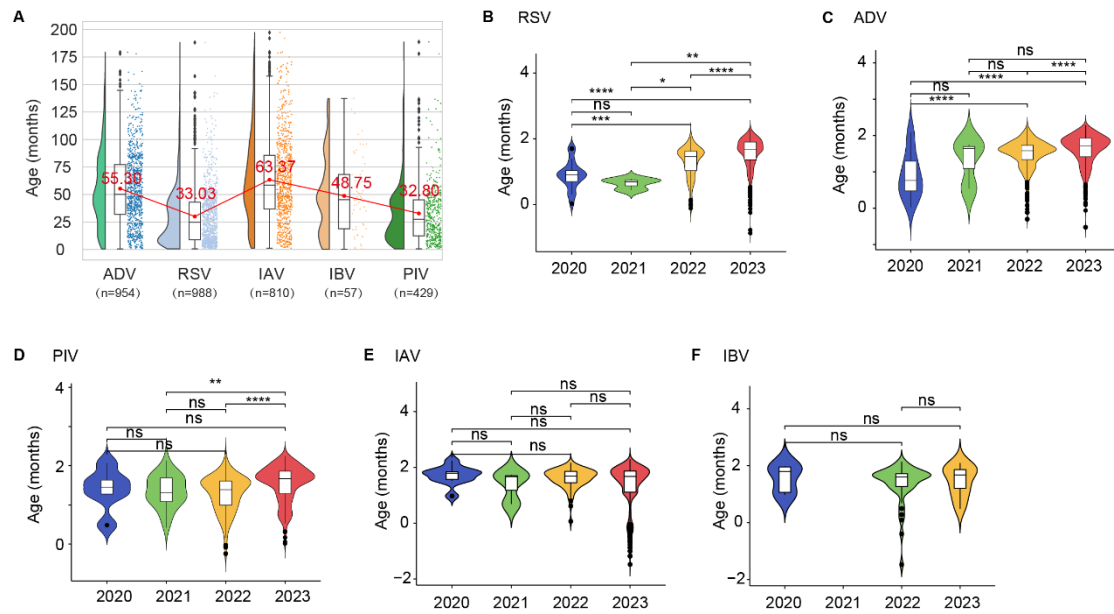 A
Age (months)
200
175
150
125
100
75
50
25
0
55.39
33.03
63.37
48.75
32.80
ADV RSV IAV IBV PIV
(n=954) (n=988) (n=810) (n=57) (n=429)
B RSV
Age (months)
4
2
0
**
****
*
****
ns
***
2020 2021 2022 2023
C ADV
Age (months)
4
2
0
ns
ns ****
****
ns
****
2020 2021 2022 2023
D PIV
Age (months)
4
2
0
**
ns ****
ns
ns
ns
2020 2021 2022 2023
E IAV
Age (months)
4
2
0
−2
ns
ns
ns
ns
ns
ns
2020 2021 2022 2023
F IBV
Age (months)
4
2
0
−2
ns
ns
ns
2020 2021 2022 2023